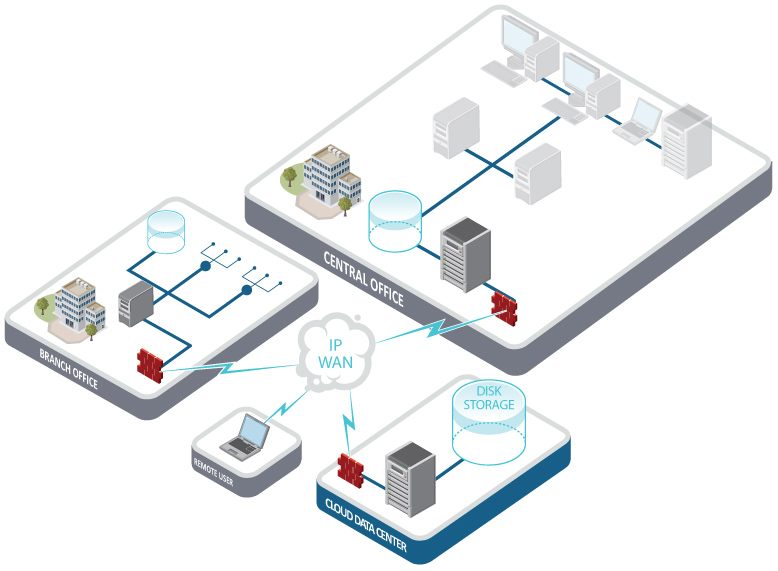 CENTRAL OFFICE
BRANCH OFFICE
IP
WAN
DISK
STORAGE
REMOTE USER
CLOUD DATA CENTER